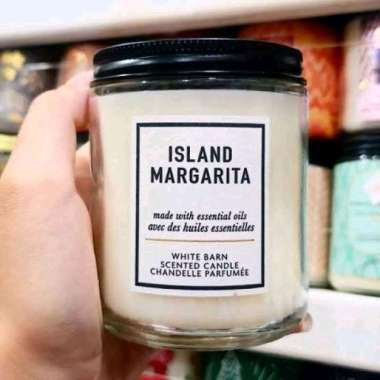 ISLAND
MARGARITA
made with essential oils
avec des huiles essentielles
WHITE BARN
SCENTED CANDLE
CHANDELLE PARFUMÉE